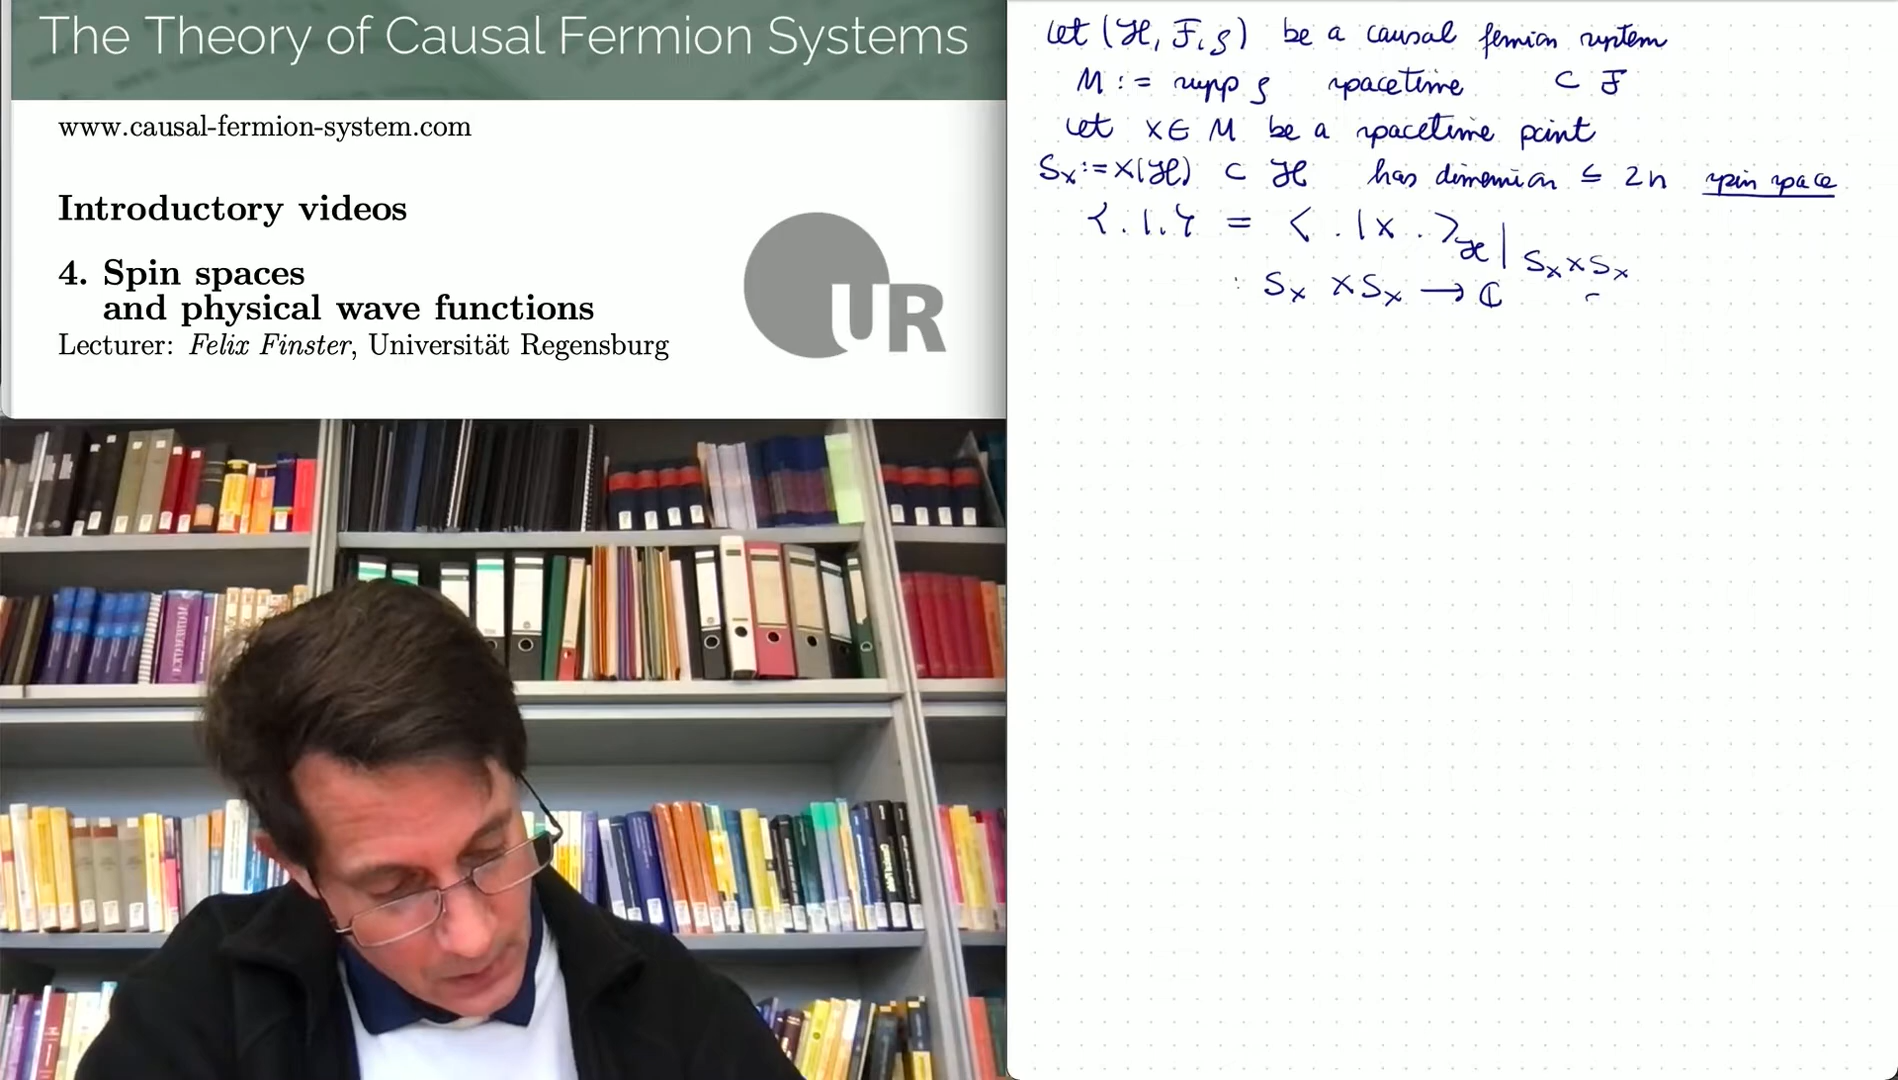 The Theory of Causal Fermion Systems
www.causal-fermion-system.com
Introductory videos
4. Spin spaces
and physical wave functions
Lecturer: Felix Finster, Universität Regensburg
UR
Let (ℋ, ℱ, ρ) be a causal fermion system
M := supp ρ spacetime ⊂ ℱ
Let x ∈ M be a spacetime point
Sₓ := x(ℋ) ⊂ ℋ has dimension ≤ 2n spin space
≺.|.≻ = <.|x.>_ℋ|_{Sₓ×Sₓ}
: Sₓ × Sₓ → ℂ